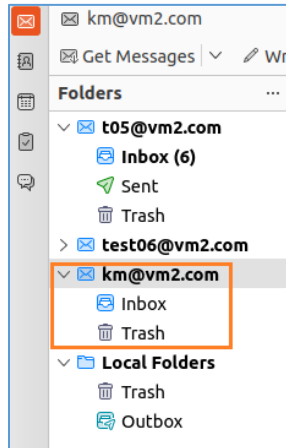 km@vm2.com
Get Messages Wr
Folders ...
t05@vm2.com
Inbox (6)
Sent
Trash
test06@vm2.com
km@vm2.com
Inbox
Trash
Local Folders
Trash
Outbox